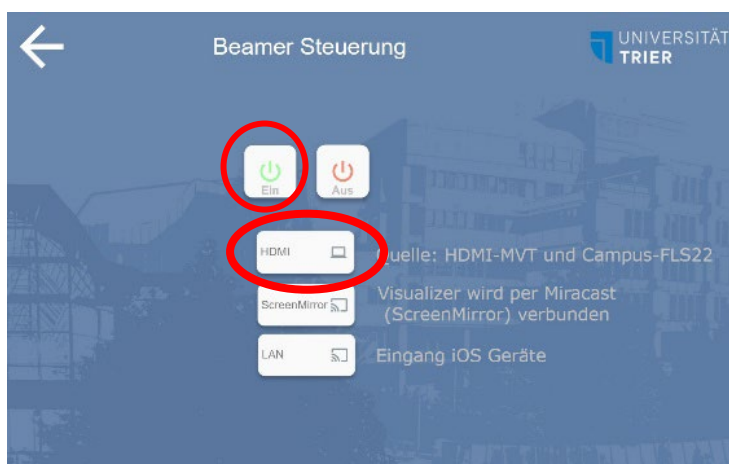 Beamer Steuerung
UNIVERSITÄT
TRIER
Ein
Aus
HDMI
Quelle: HDMI-MVT und Campus-FLS22
ScreenMirror
Visualizer wird per Miracast
(ScreenMirror) verbunden
LAN
Eingang iOS Geräte